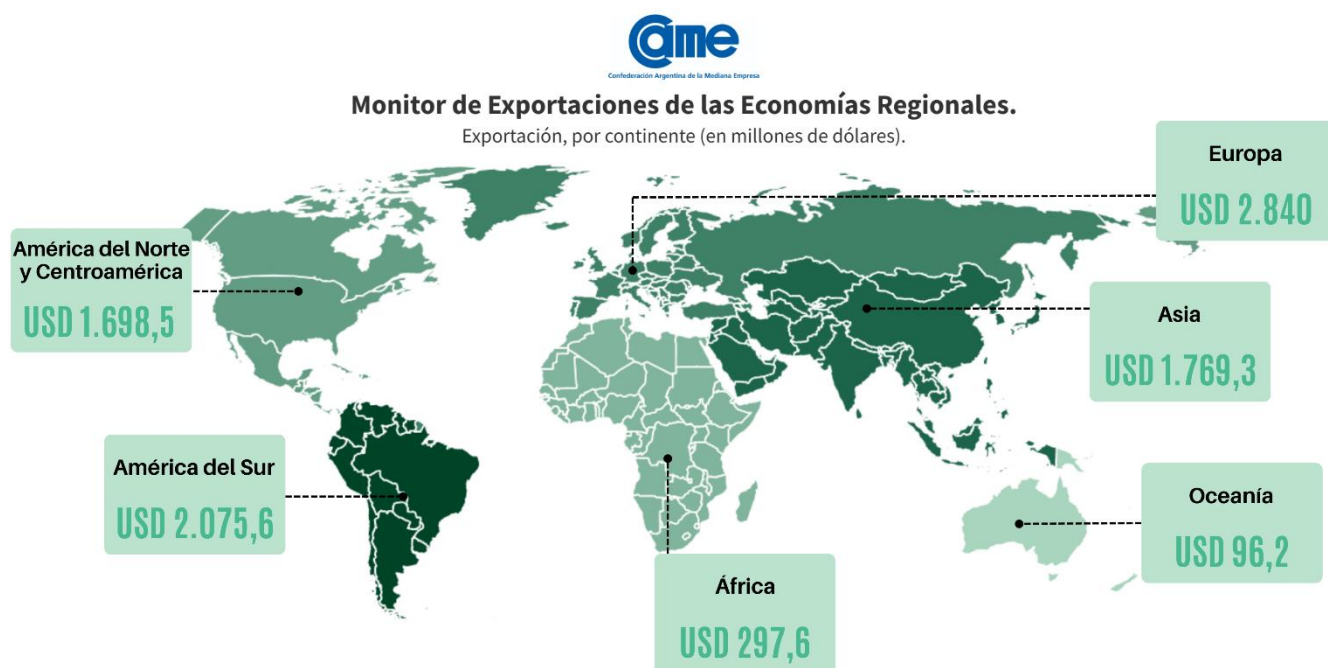 Came
Confederación Argentina de la Mediana Empresa
Monitor de Exportaciones de las Economías Regionales.
Exportación, por continente (en millones de dólares).
Europa
USD 2.840
América del Norte
y Centroamérica
USD 1.698,5
Asia
USD 1.769,3
América del Sur
USD 2.075,6
Oceanía
USD 96,2
África
USD 297,6